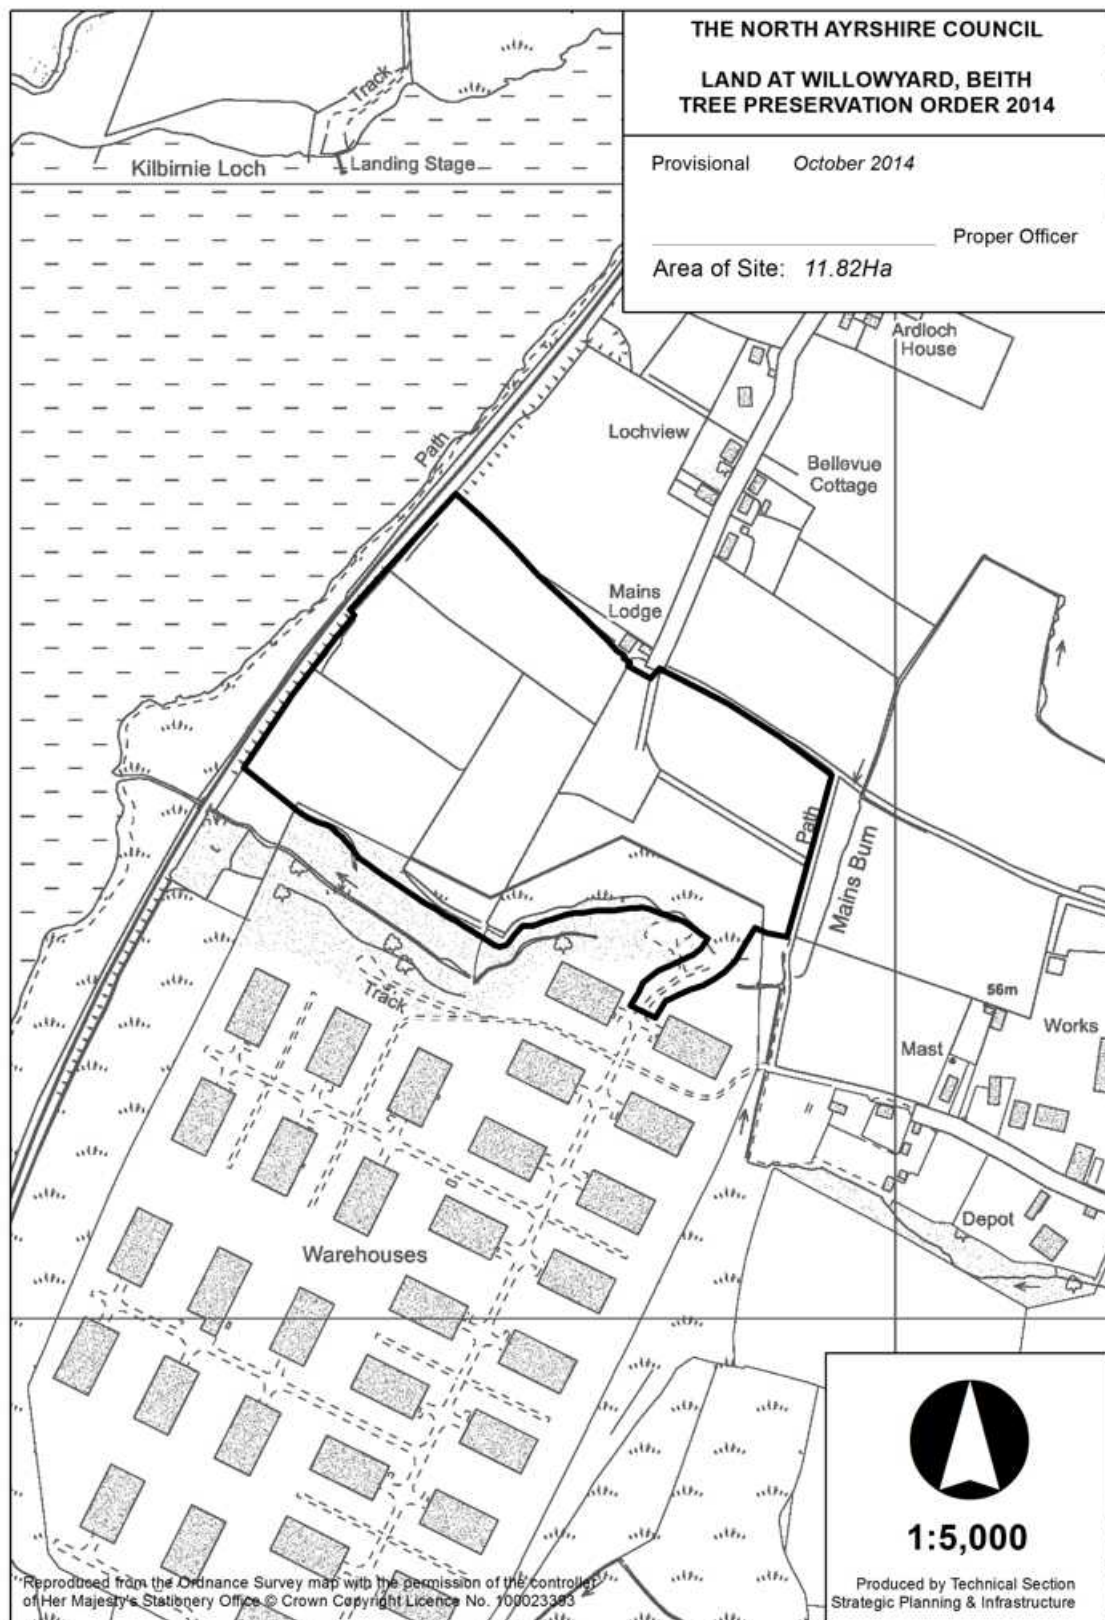 THE NORTH AYRSHIRE COUNCIL
LAND AT WILLOWYARD, BEITH
TREE PRESERVATION ORDER 2014
Provisional October 2014
Proper Officer
Area of Site: 11.82Ha
Track
Kilbirnie Loch
Landing Stage
Ardloch
House
Path
Lochview
Bellevue
Cottage
Mains
Lodge
Path
Mains Burn
Track
56m
Works
Mast
Depot
Warehouses
1:5,000
Reproduced from the Ordnance Survey map with the permission of the controller
of Her Majesty's Stationery Office © Crown Copyright Licence No. 100023393
Produced by Technical Section
Strategic Planning & Infrastructure